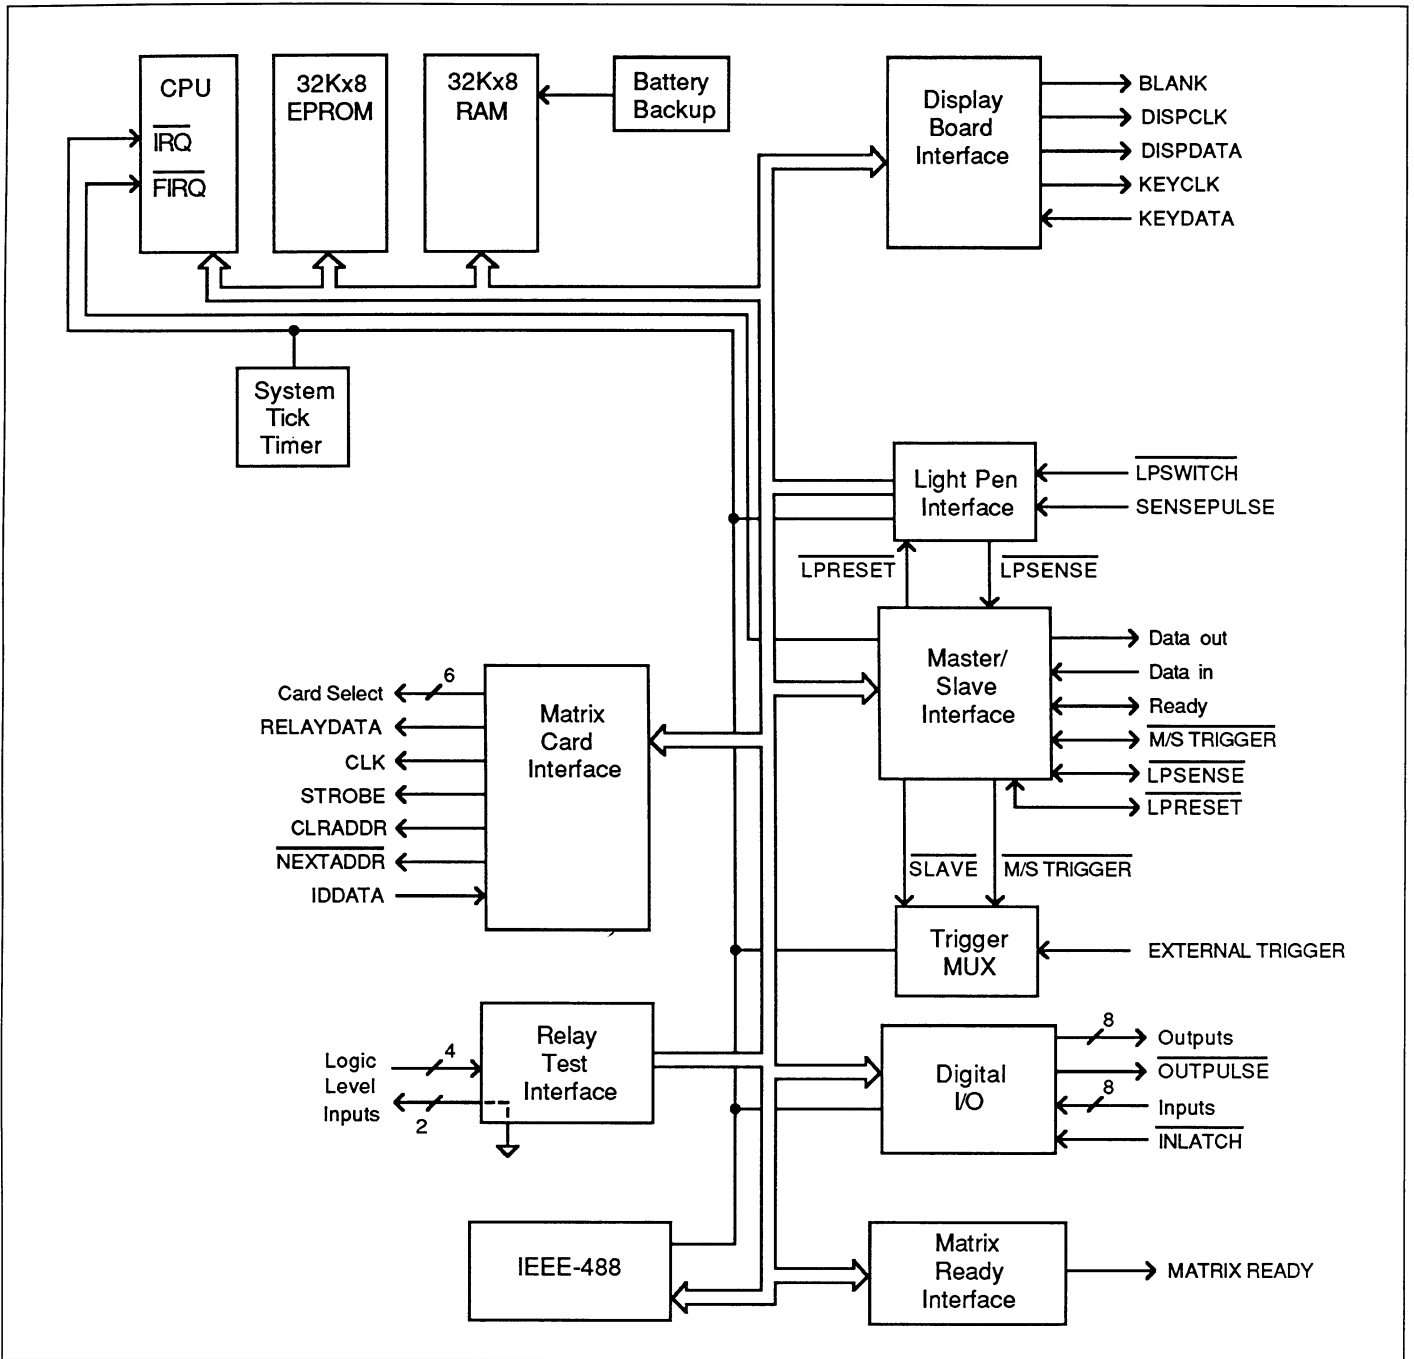 CPU
IRQ
FIRQ
32Kx8
EPROM
32Kx8
RAM
Battery
Backup
Display
Board
Interface
BLANK
DISPCLK
DISPDATA
KEYCLK
KEYDATA
System
Tick
Timer
Light Pen
Interface
LPSWITCH
SENSEPULSE
LPRESET
LPSENSE
Master/
Slave
Interface
Data out
Data in
Ready
M/S TRIGGER
LPSENSE
LPRESET
Card Select
6
RELAYDATA
CLK
STROBE
CLRADDR
NEXTADDR
IDDATA
Matrix
Card
Interface
SLAVE
M/S TRIGGER
Trigger
MUX
EXTERNAL TRIGGER
Logic
Level
Inputs
4
2
Relay
Test
Interface
Digital
I/O
8
Outputs
OUTPULSE
8
Inputs
INLATCH
IEEE-488
Matrix
Ready
Interface
MATRIX READY